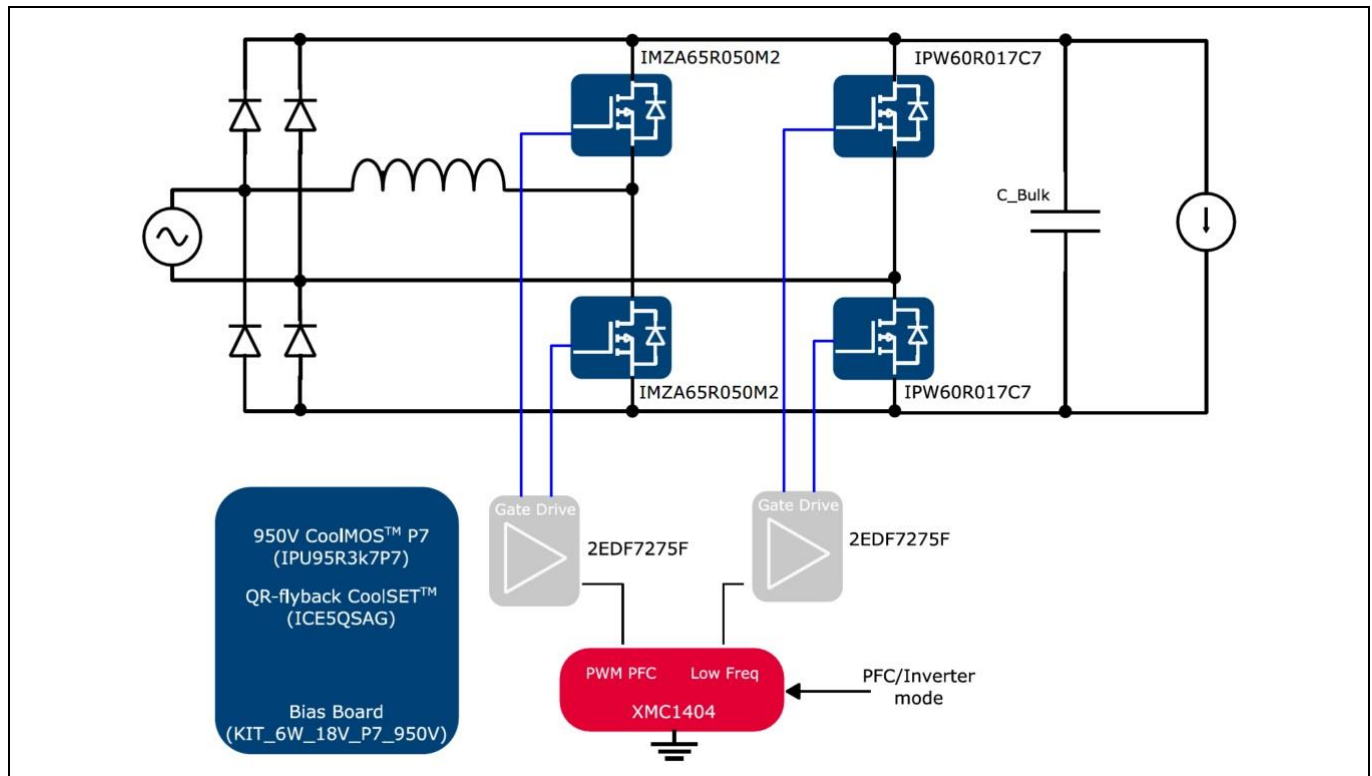 IMZA65R050M2
IPW60R017C7
C_Bulk
IMZA65R050M2
IPW60R017C7
Gate Drive
2EDF7275F
Gate Drive
2EDF7275F
950V CoolMOS™ P7
(IPU95R3k7P7)
QR-flyback CoolSET™
(ICE5QSAG)
Bias Board
(KIT_6W_18V_P7_950V)
PWM PFC
Low Freq
XMC1404
PFC/Inverter
mode